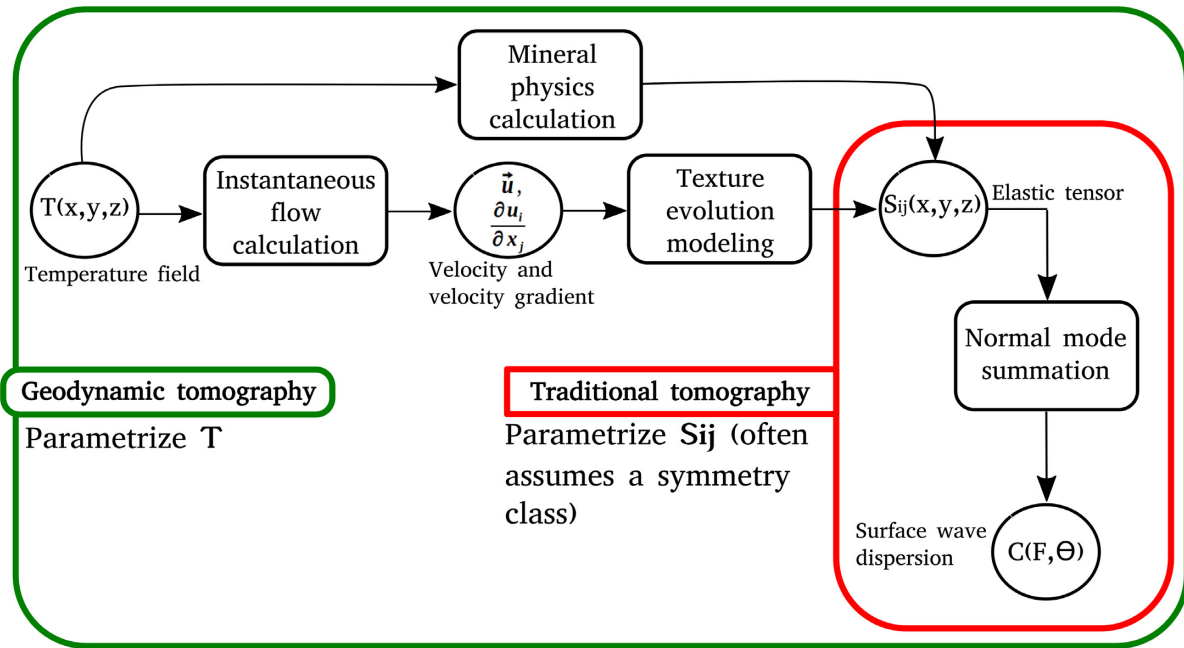 Mineral
physics
calculation
T(x,y,z)
Temperature field
Instantaneous
flow
calculation
u⃗,
∂uᵢ
∂xⱼ
Velocity and
velocity gradient
Texture
evolution
modeling
Sij(x,y,z)
Elastic tensor
Normal mode
summation
Geodynamic tomography
Parametrize T
Traditional tomography
Parametrize Sij (often
assumes a symmetry
class)
Surface wave
dispersion
C(F,Θ)